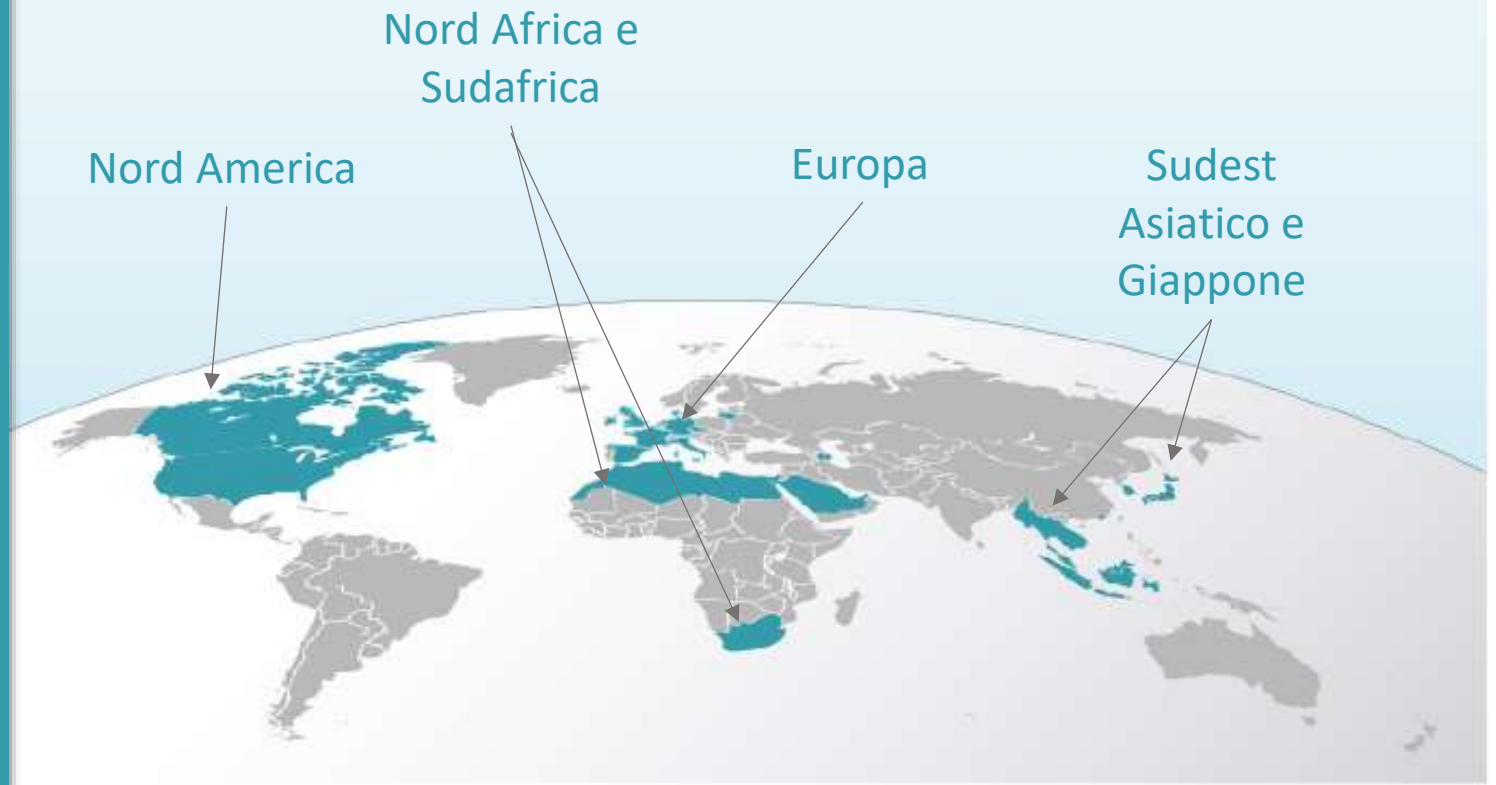 Nord Africa e
Sudafrica
Nord America
Europa
Sudest
Asiatico e
Giappone